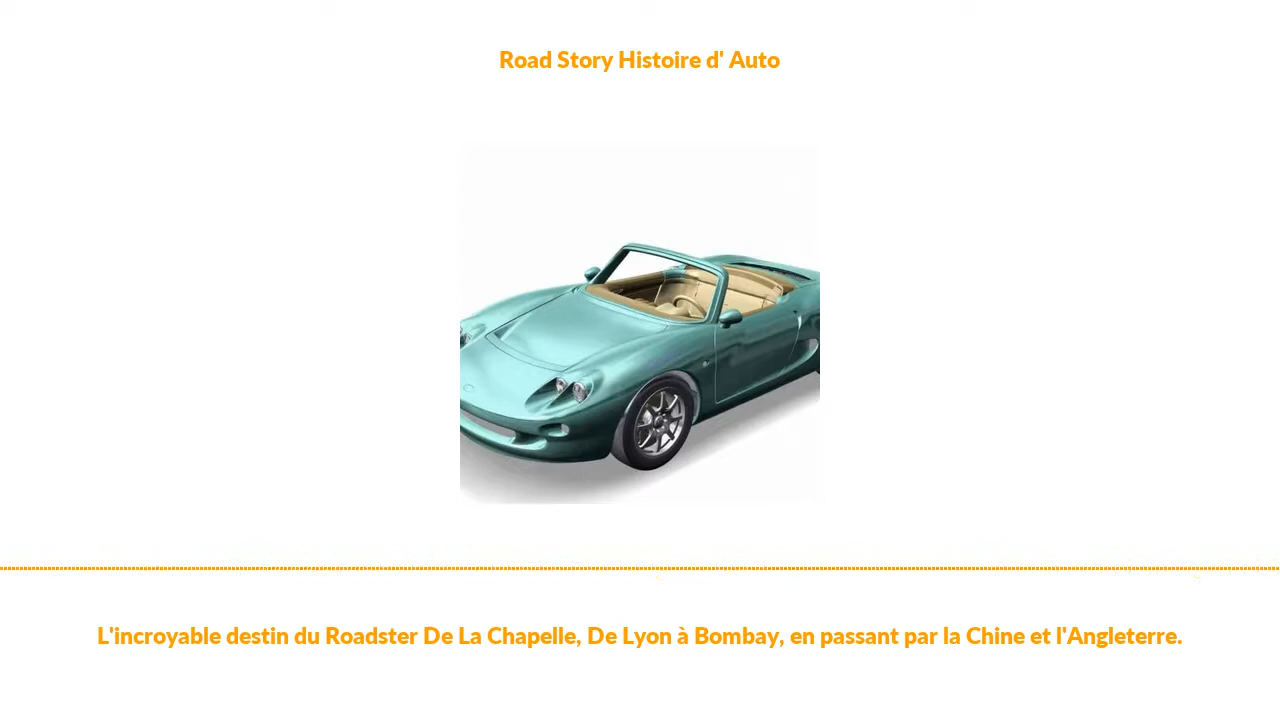 Road Story Histoire d' Auto
L'incroyable destin du Roadster De La Chapelle, De Lyon à Bombay, en passant par la Chine et l'Angleterre.